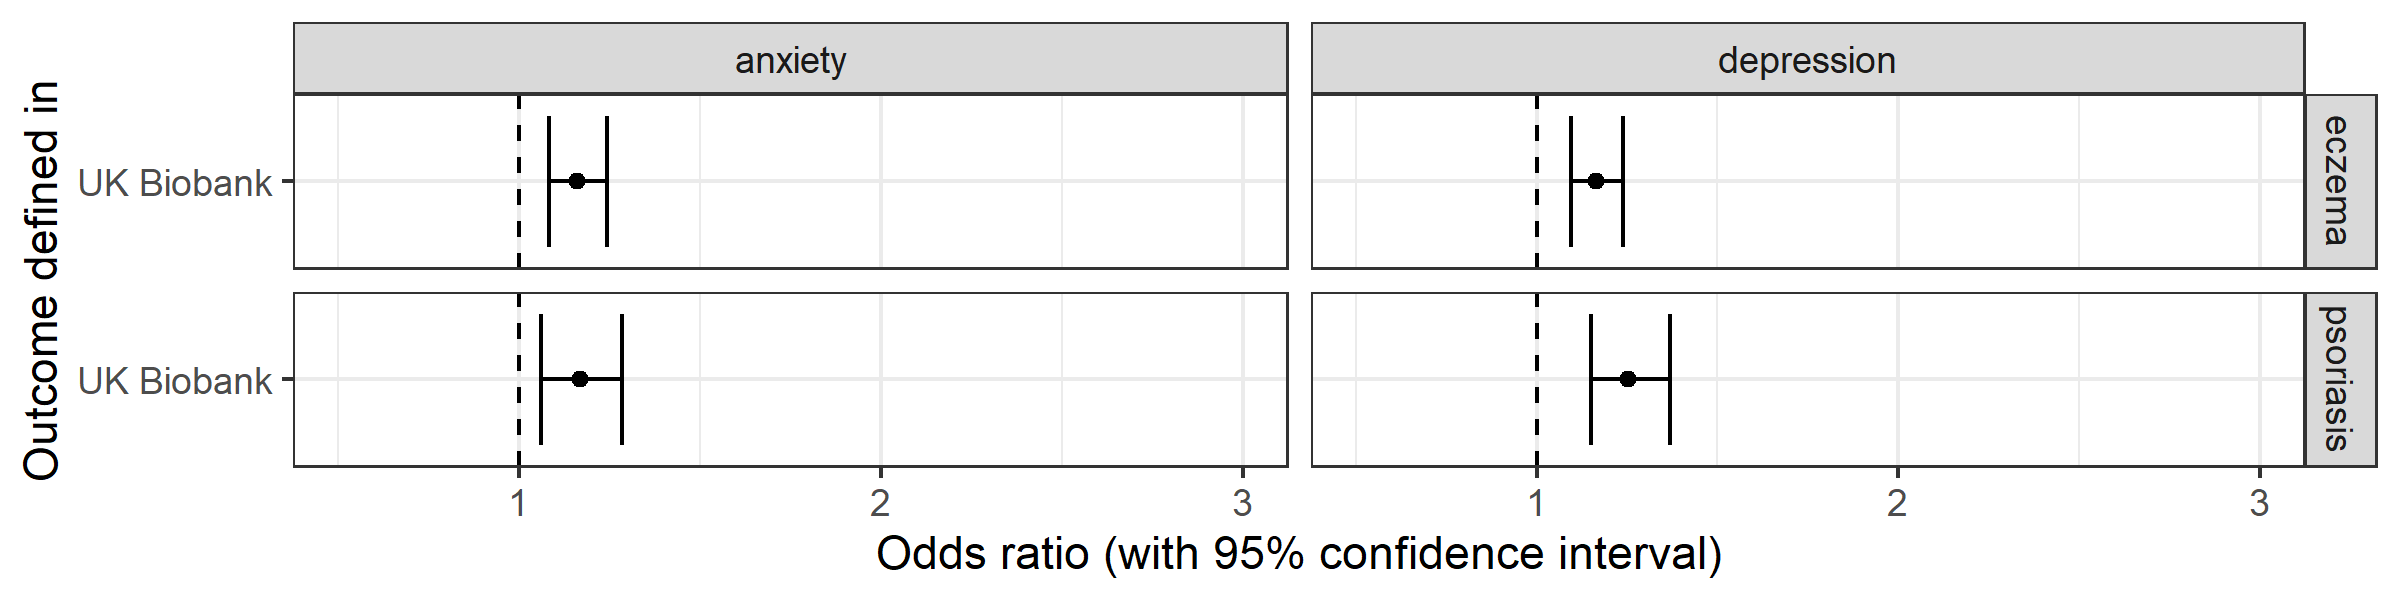 anxiety
depression
Outcome defined in
UK Biobank
eczema
UK Biobank
psoriasis
1
2
3
1
2
3
Odds ratio (with 95% confidence interval)